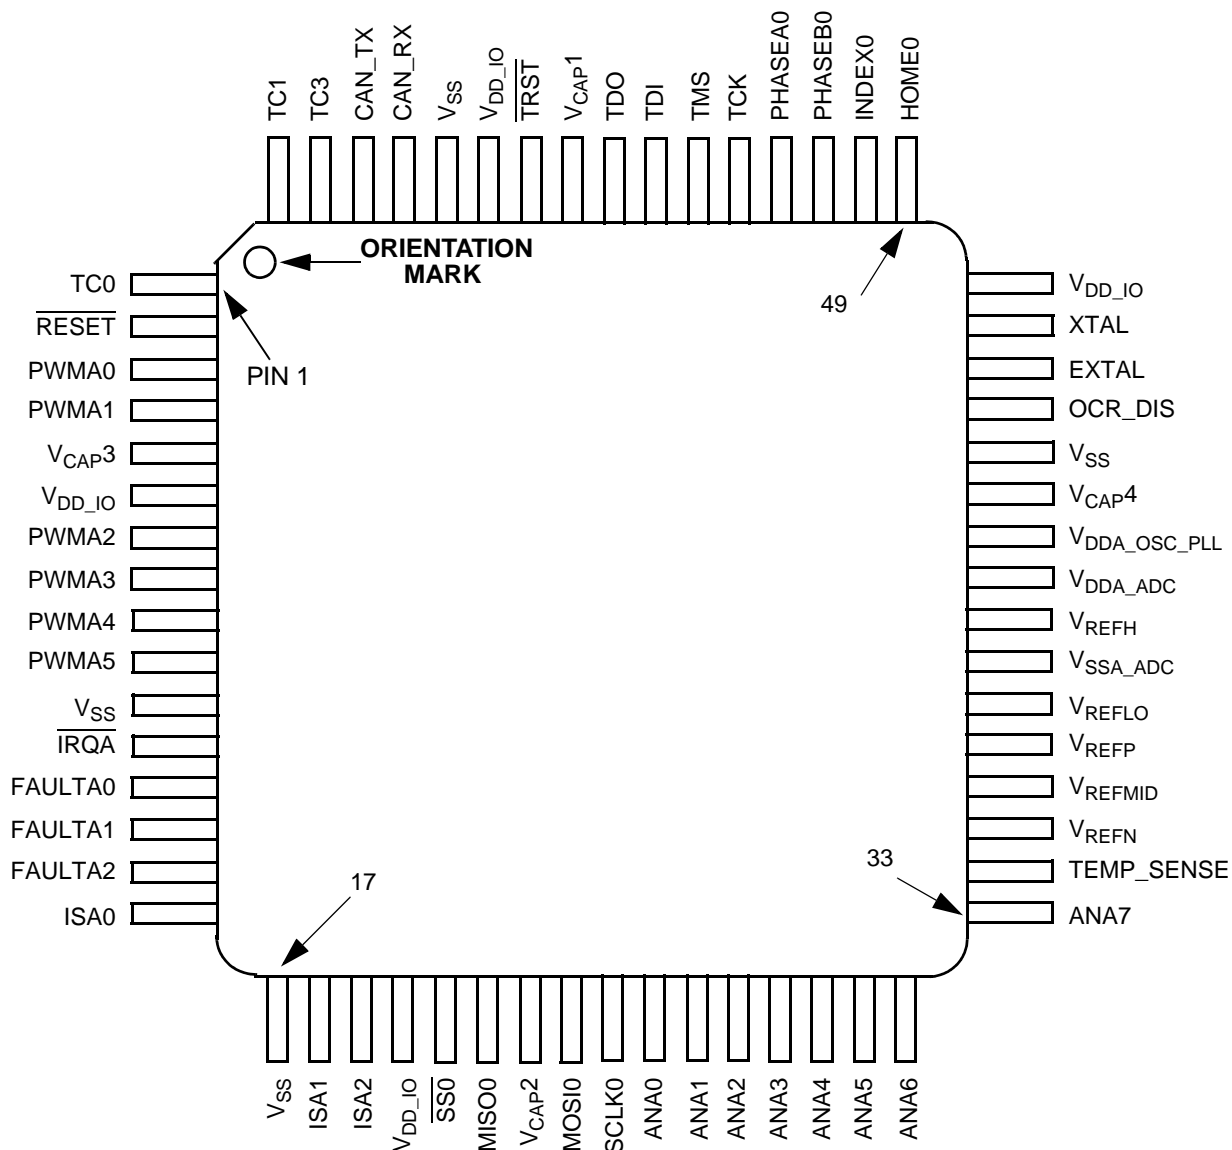 TC1
TC3
CAN_TX
CAN_RX
VSS
VDD_IO
TRST
VCAP1
TDO
TDI
TMS
TCK
PHASEA0
PHASEB0
INDEX0
HOME0
ORIENTATION
MARK
PIN 1
49
17
33
TC0
RESET
PWMA0
PWMA1
VCAP3
VDD_IO
PWMA2
PWMA3
PWMA4
PWMA5
VSS
IRQA
FAULTA0
FAULTA1
FAULTA2
ISA0
VDD_IO
XTAL
EXTAL
OCR_DIS
VSS
VCAP4
VDDA_OSC_PLL
VDDA_ADC
VREFH
VSSA_ADC
VREFLO
VREFP
VREFMID
VREFN
TEMP_SENSE
ANA7
VSS
ISA1
ISA2
VDD_IO
SS0
MISO0
VCAP2
MOSI0
SCLK0
ANA0
ANA1
ANA2
ANA3
ANA4
ANA5
ANA6